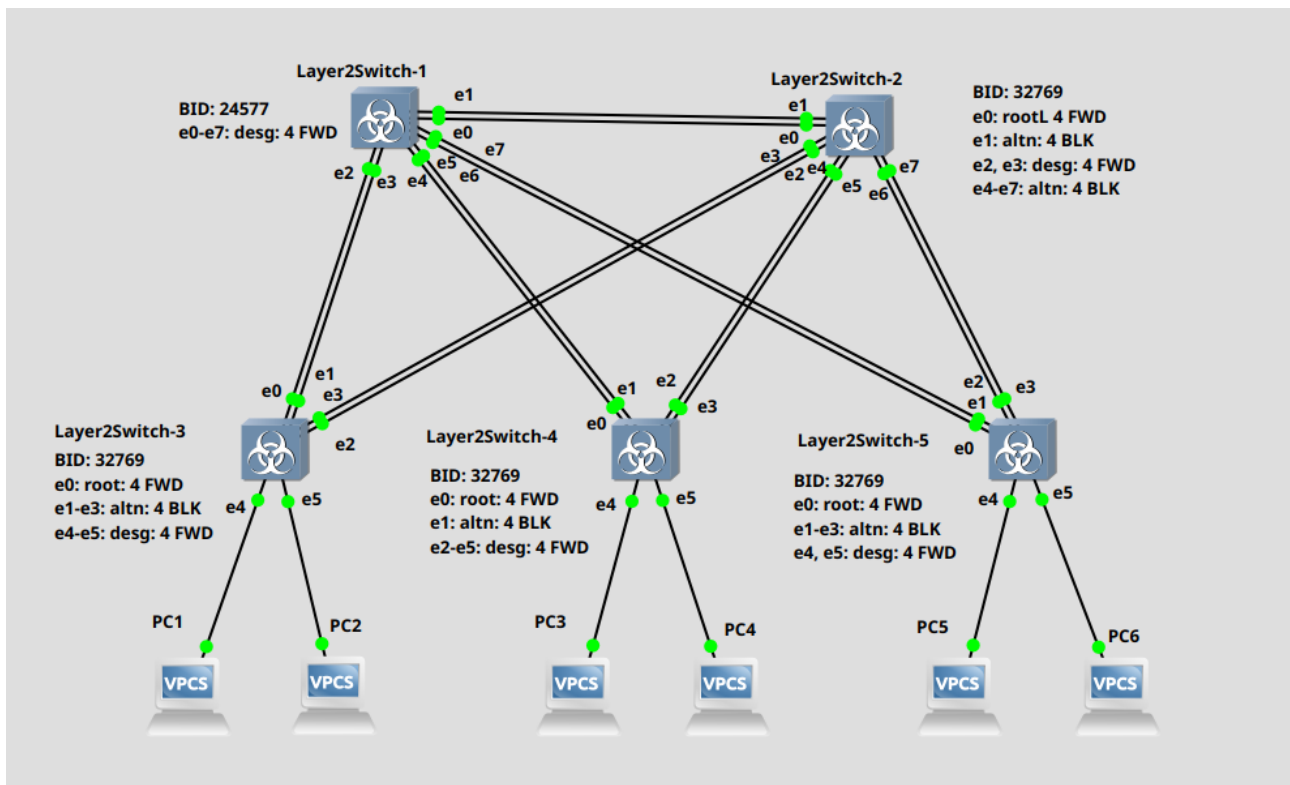 Layer2Switch-1
BID: 24577
e0-e7: desg: 4 FWD
e1
e0
e7
e5
e6
e4
e2
e3
Layer2Switch-2
e1
e0
e3
e2
e4
e5
e7
e6
BID: 32769
e0: rootL 4 FWD
e1: altn: 4 BLK
e2, e3: desg: 4 FWD
e4-e7: altn: 4 BLK
e0
e1
e3
e2
Layer2Switch-3
BID: 32769
e0: root: 4 FWD
e1-e3: altn: 4 BLK
e4-e5: desg: 4 FWD
e4
e5
e1
e2
e0
e3
Layer2Switch-4
BID: 32769
e0: root: 4 FWD
e1: altn: 4 BLK
e2-e5: desg: 4 FWD
e4
e5
e2
e3
e1
e0
Layer2Switch-5
BID: 32769
e0: root: 4 FWD
e1-e3: altn: 4 BLK
e4, e5: desg: 4 FWD
e4
e5
PC1
VPCS
PC2
VPCS
PC3
VPCS
PC4
VPCS
PC5
VPCS
PC6
VPCS